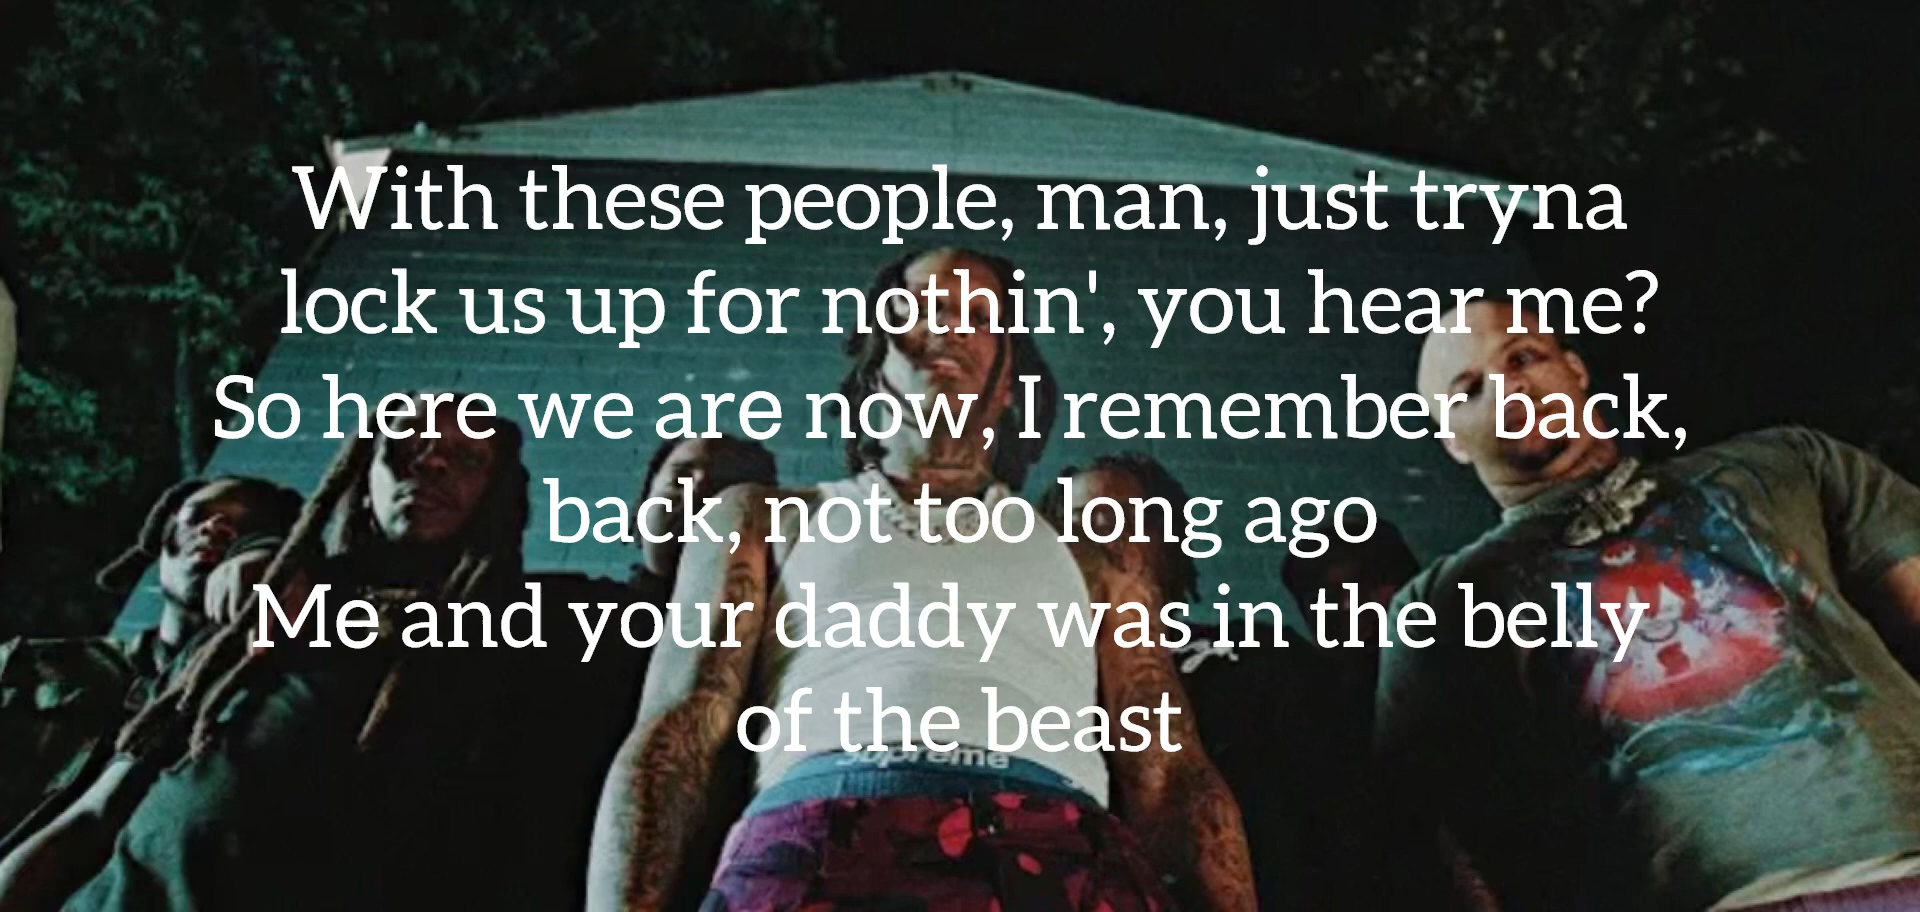 With these people, man, just tryna
lock us up for nothin', you hear me?
So here we are now, I remember back,
back, not too long ago
Me and your daddy was in the belly
of the beast
Supreme